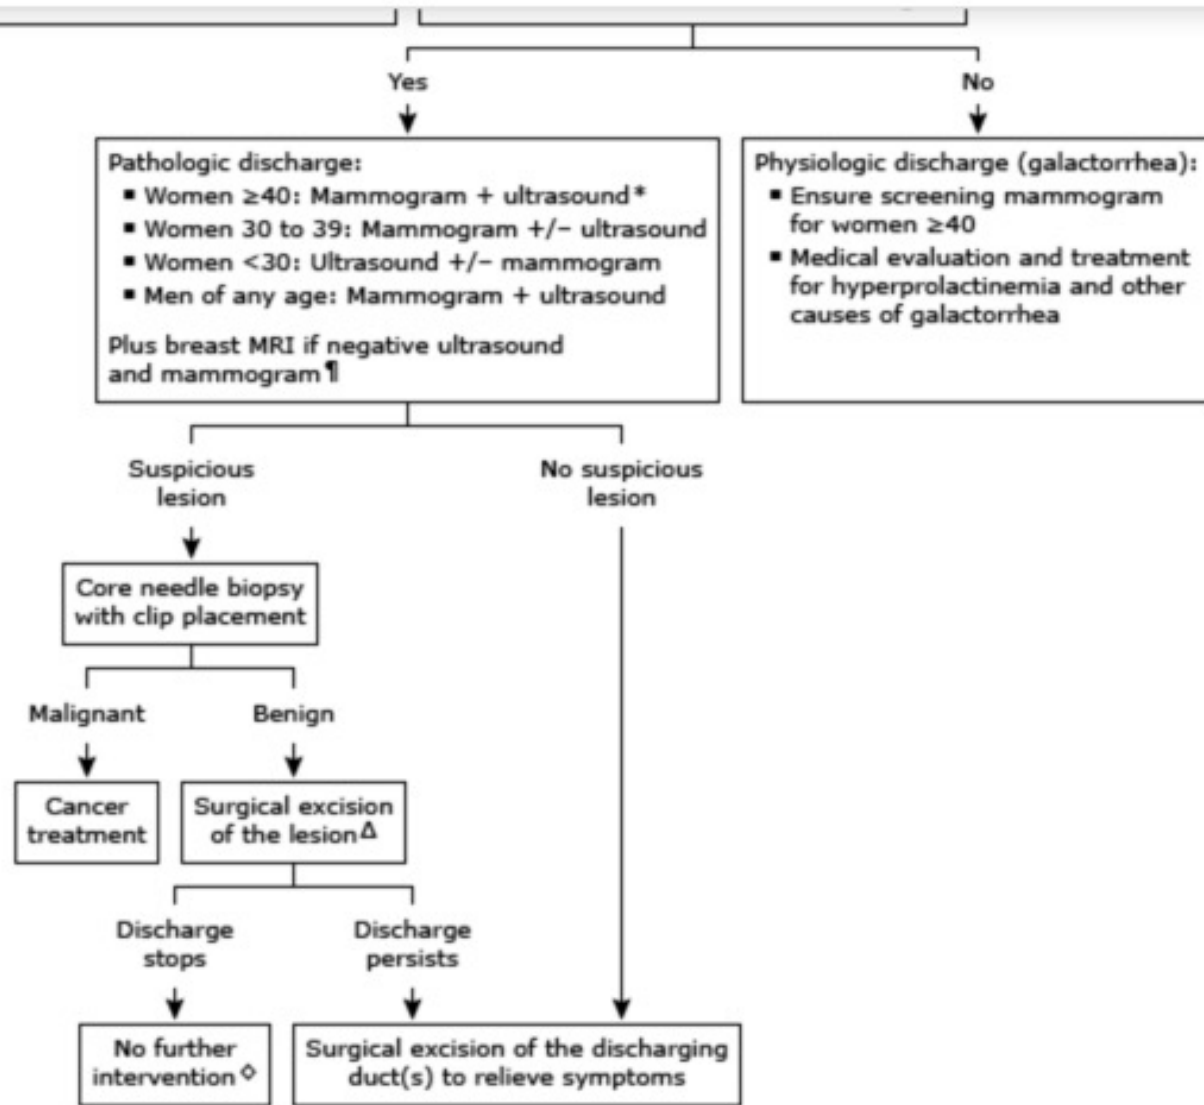 Yes
No
Pathologic discharge:
▪ Women ≥40: Mammogram + ultrasound*
▪ Women 30 to 39: Mammogram +/– ultrasound
▪ Women <30: Ultrasound +/– mammogram
▪ Men of any age: Mammogram + ultrasound
Plus breast MRI if negative ultrasound
and mammogram¶
Physiologic discharge (galactorrhea):
▪ Ensure screening mammogram
for women ≥40
▪ Medical evaluation and treatment
for hyperprolactinemia and other
causes of galactorrhea
Suspicious
lesion
No suspicious
lesion
Core needle biopsy
with clip placement
Malignant
Benign
Cancer
treatment
Surgical excision
of the lesionΔ
Discharge
stops
Discharge
persists
No further
intervention◇
Surgical excision of the discharging
duct(s) to relieve symptoms